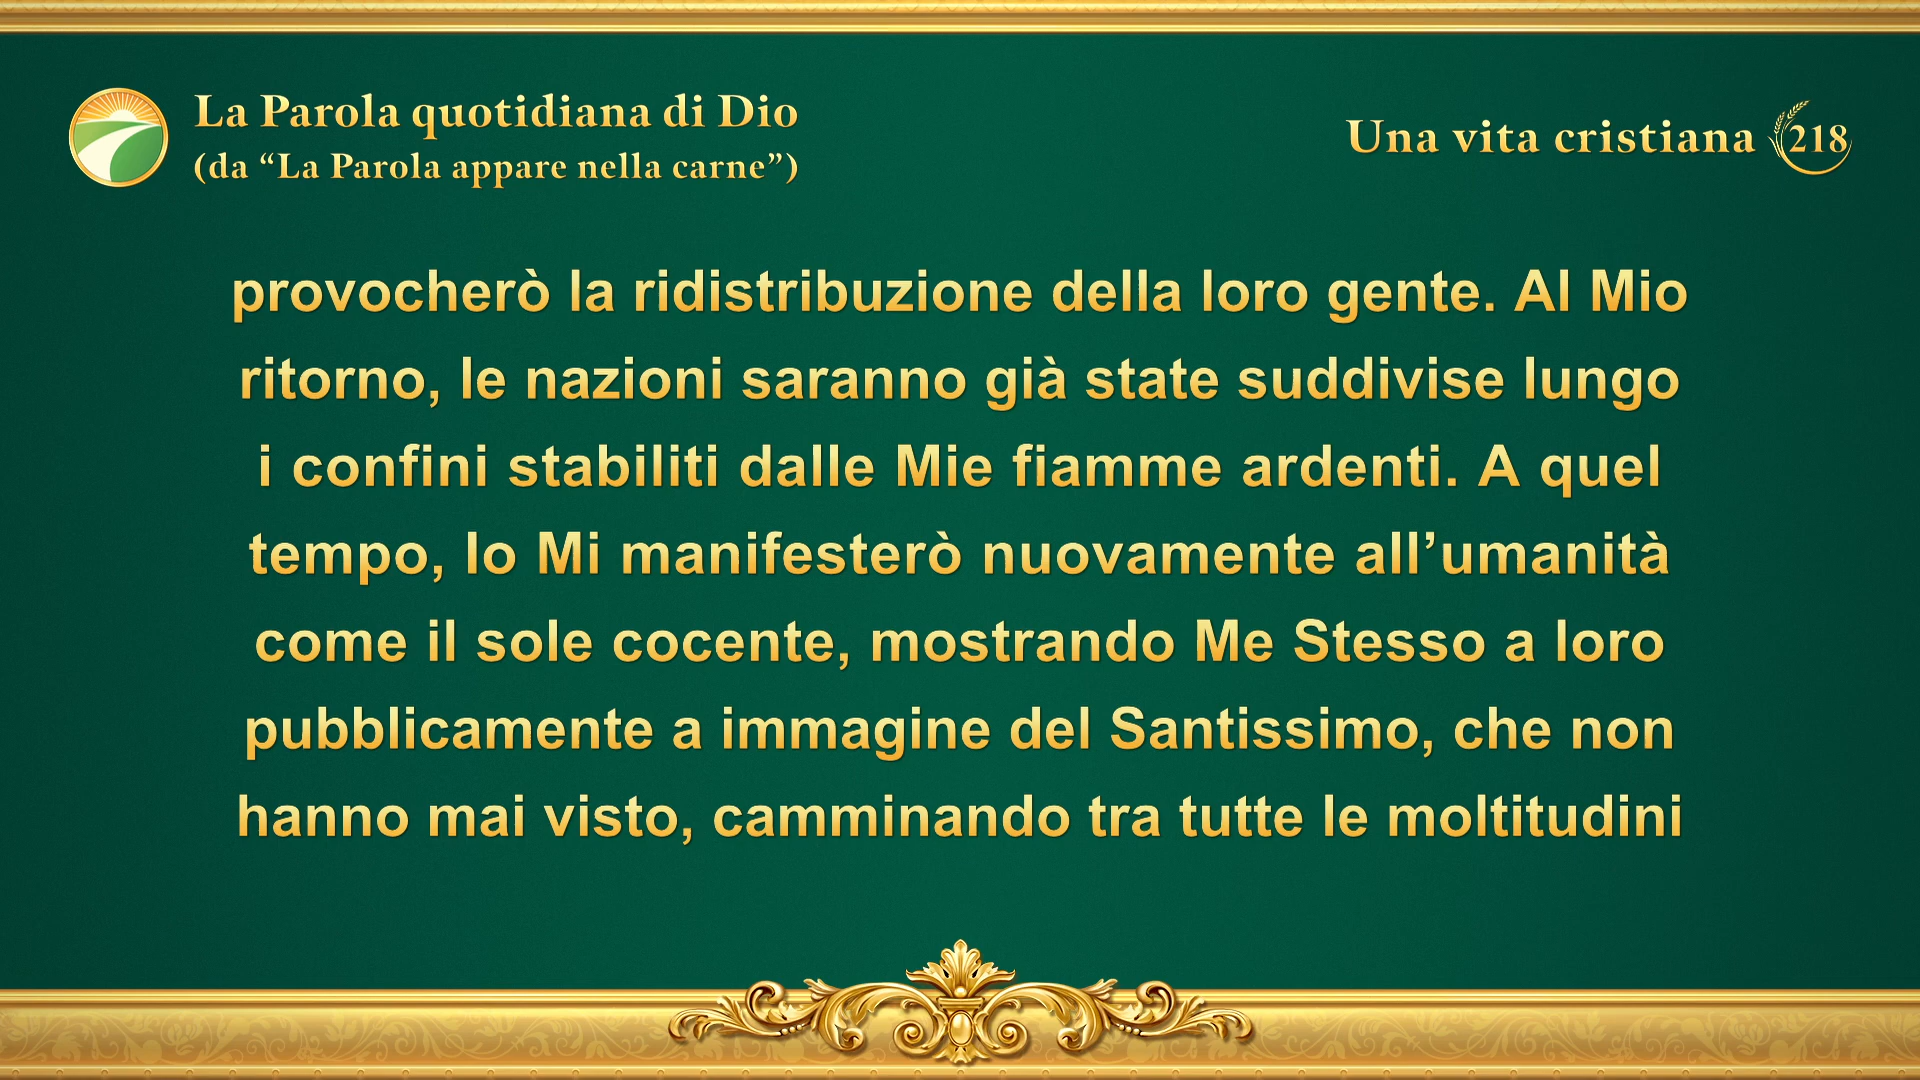 La Parola quotidiana di Dio
(da “La Parola appare nella carne”)
Una vita cristiana 218
provocherò la ridistribuzione della loro gente. Al Mio
ritorno, le nazioni saranno già state suddivise lungo
i confini stabiliti dalle Mie fiamme ardenti. A quel
tempo, Io Mi manifesterò nuovamente all’umanità
come il sole cocente, mostrando Me Stesso a loro
pubblicamente a immagine del Santissimo, che non
hanno mai visto, camminando tra tutte le moltitudini